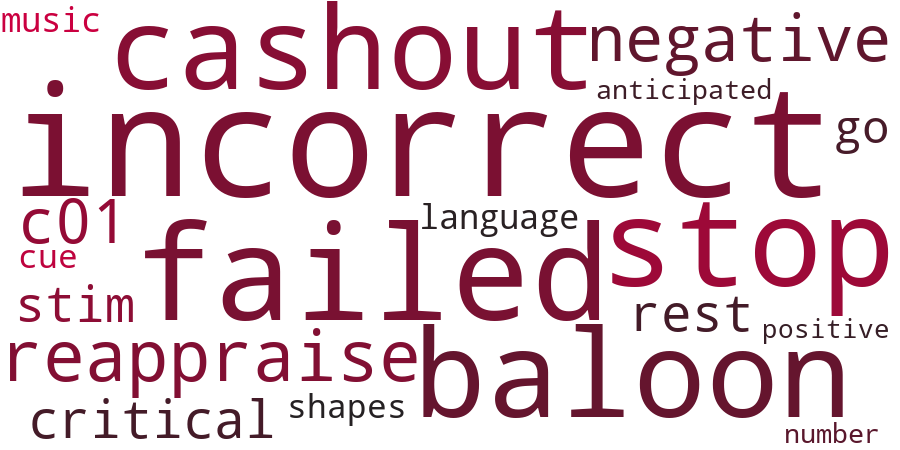 music
cashout
negative
anticipated
incorrect
go
c01
language
stop
cue
failed
stim
rest
positive
reappraise
baloon
critical
shapes
number